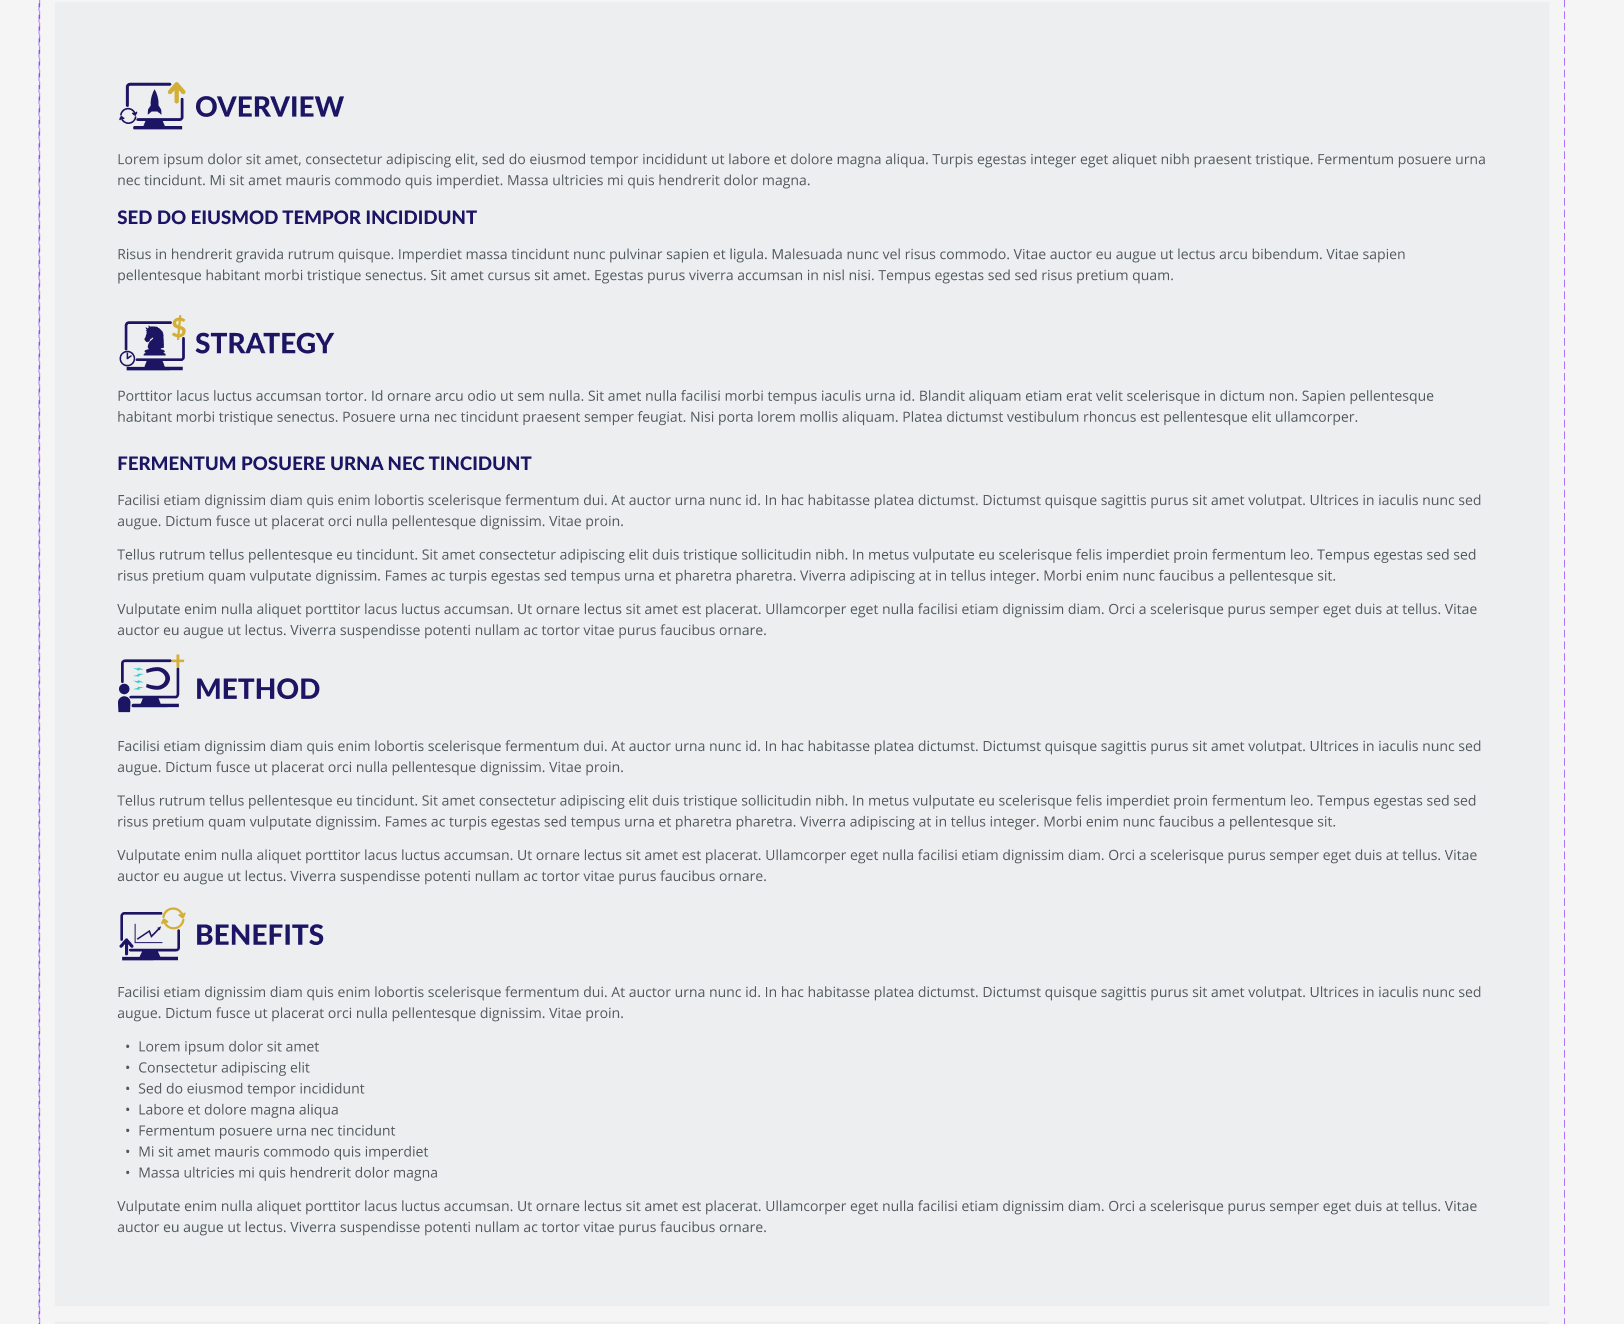 OVERVIEW
Lorem ipsum dolor sit amet, consectetur adipiscing elit, sed do eiusmod tempor incididunt ut labore et dolore magna aliqua. Turpis egestas integer eget aliquet nibh praesent tristique. Fermentum posuere urna
nec tincidunt. Mi sit amet mauris commodo quis imperdiet. Massa ultricies mi quis hendrerit dolor magna.
SED DO EIUSMOD TEMPOR INCIDIDUNT
Risus in hendrerit gravida rutrum quisque. Imperdiet massa tincidunt nunc pulvinar sapien et ligula. Malesuada nunc vel risus commodo. Vitae auctor eu augue ut lectus arcu bibendum. Vitae sapien
pellentesque habitant morbi tristique senectus. Sit amet cursus sit amet. Egestas purus viverra accumsan in nisl nisi. Tempus egestas sed sed risus pretium quam.
$
STRATEGY
Porttitor lacus luctus accumsan tortor. Id ornare arcu odio ut sem nulla. Sit amet nulla facilisi morbi tempus iaculis urna id. Blandit aliquam etiam erat velit scelerisque in dictum non. Sapien pellentesque
habitant morbi tristique senectus. Posuere urna nec tincidunt praesent semper feugiat. Nisi porta lorem mollis aliquam. Platea dictumst vestibulum rhoncus est pellentesque elit ullamcorper.
FERMENTUM POSUERE URNA NEC TINCIDUNT
Facilisi etiam dignissim diam quis enim lobortis scelerisque fermentum dui. At auctor urna nunc id. In hac habitasse platea dictumst. Dictumst quisque sagittis purus sit amet volutpat. Ultrices in iaculis nunc sed
augue. Dictum fusce ut placerat orci nulla pellentesque dignissim. Vitae proin.
Tellus rutrum tellus pellentesque eu tincidunt. Sit amet consectetur adipiscing elit duis tristique sollicitudin nibh. In metus vulputate eu scelerisque felis imperdiet proin fermentum leo. Tempus egestas sed sed
risus pretium quam vulputate dignissim. Fames ac turpis egestas sed tempus urna et pharetra pharetra. Viverra adipiscing at in tellus integer. Morbi enim nunc faucibus a pellentesque sit.
Vulputate enim nulla aliquet porttitor lacus luctus accumsan. Ut ornare lectus sit amet est placerat. Ullamcorper eget nulla facilisi etiam dignissim diam. Orci a scelerisque purus semper eget duis at tellus. Vitae
auctor eu augue ut lectus. Viverra suspendisse potenti nullam ac tortor vitae purus faucibus ornare.
METHOD
Facilisi etiam dignissim diam quis enim lobortis scelerisque fermentum dui. At auctor urna nunc id. In hac habitasse platea dictumst. Dictumst quisque sagittis purus sit amet volutpat. Ultrices in iaculis nunc sed
augue. Dictum fusce ut placerat orci nulla pellentesque dignissim. Vitae proin.
Tellus rutrum tellus pellentesque eu tincidunt. Sit amet consectetur adipiscing elit duis tristique sollicitudin nibh. In metus vulputate eu scelerisque felis imperdiet proin fermentum leo. Tempus egestas sed sed
risus pretium quam vulputate dignissim. Fames ac turpis egestas sed tempus urna et pharetra pharetra. Viverra adipiscing at in tellus integer. Morbi enim nunc faucibus a pellentesque sit.
Vulputate enim nulla aliquet porttitor lacus luctus accumsan. Ut ornare lectus sit amet est placerat. Ullamcorper eget nulla facilisi etiam dignissim diam. Orci a scelerisque purus semper eget duis at tellus. Vitae
auctor eu augue ut lectus. Viverra suspendisse potenti nullam ac tortor vitae purus faucibus ornare.
BENEFITS
Facilisi etiam dignissim diam quis enim lobortis scelerisque fermentum dui. At auctor urna nunc id. In hac habitasse platea dictumst. Dictumst quisque sagittis purus sit amet volutpat. Ultrices in iaculis nunc sed
augue. Dictum fusce ut placerat orci nulla pellentesque dignissim. Vitae proin.
• Lorem ipsum dolor sit amet
• Consectetur adipiscing elit
• Sed do eiusmod tempor incididunt
• Labore et dolore magna aliqua
• Fermentum posuere urna nec tincidunt
• Mi sit amet mauris commodo quis imperdiet
• Massa ultricies mi quis hendrerit dolor magna
Vulputate enim nulla aliquet porttitor lacus luctus accumsan. Ut ornare lectus sit amet est placerat. Ullamcorper eget nulla facilisi etiam dignissim diam. Orci a scelerisque purus semper eget duis at tellus. Vitae
auctor eu augue ut lectus. Viverra suspendisse potenti nullam ac tortor vitae purus faucibus ornare.